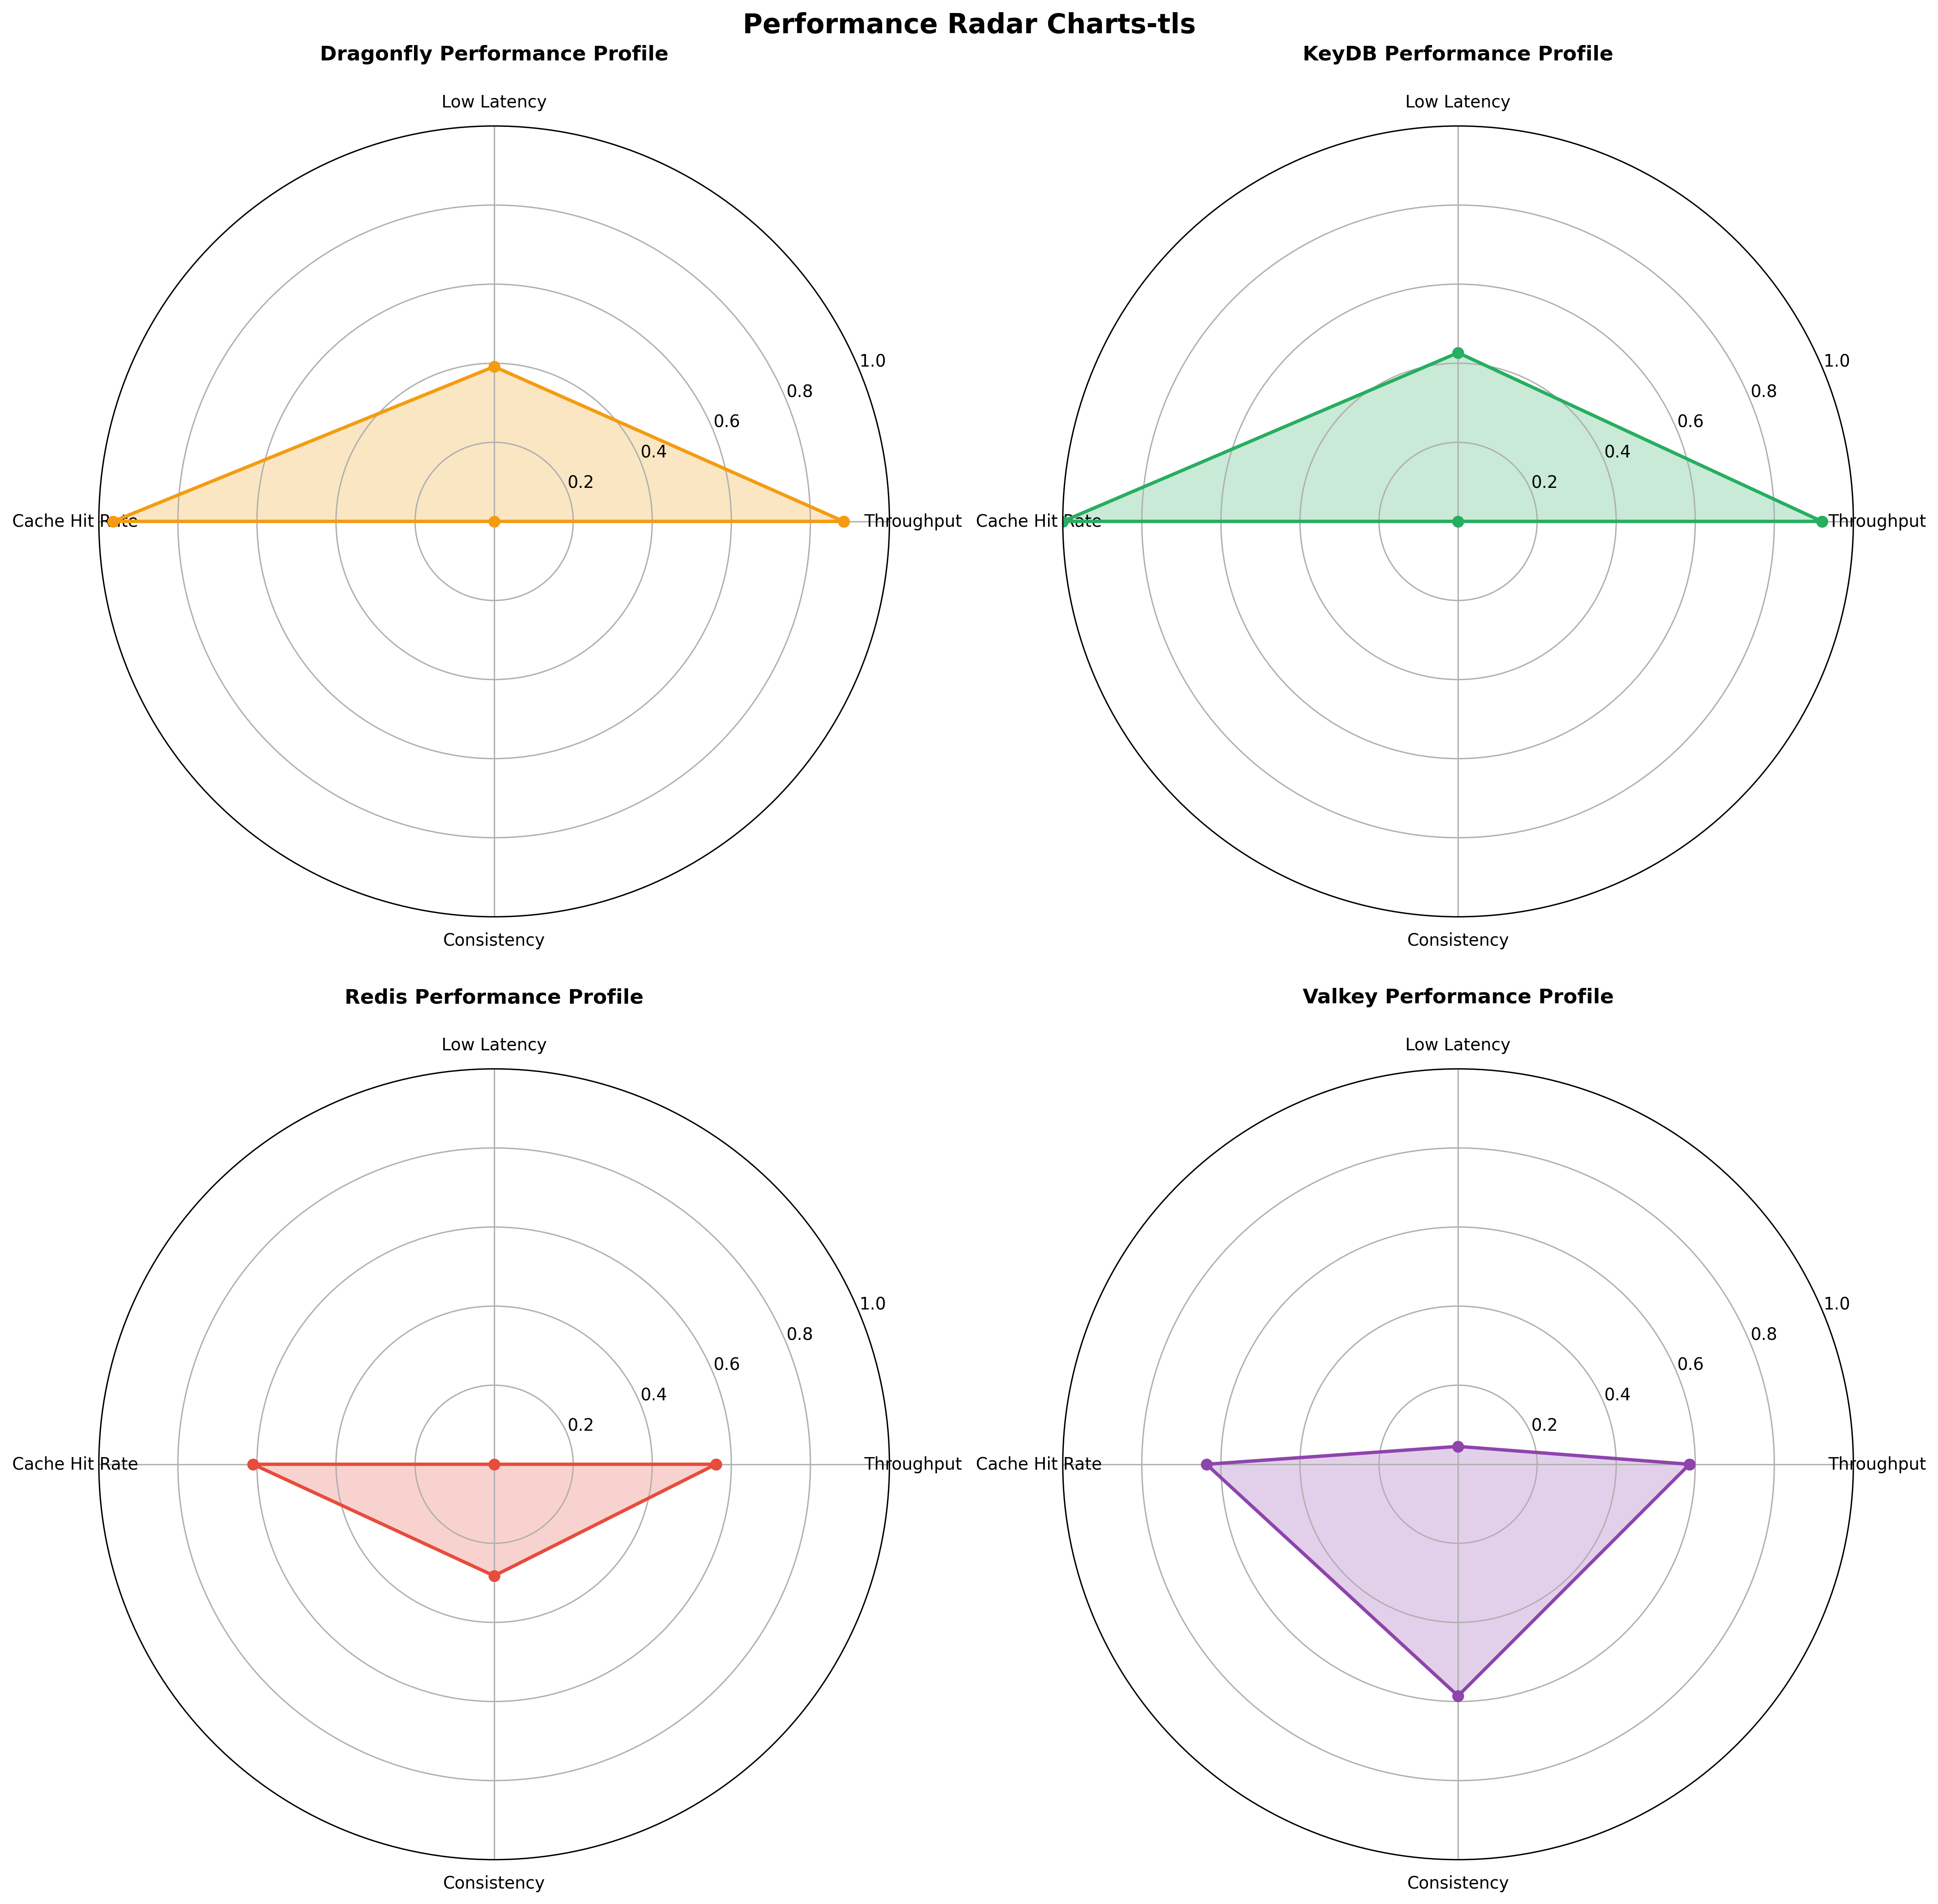 Performance Radar Charts-tls
Dragonfly Performance Profile
Low Latency
1.0
0.8
0.6
0.4
0.2
Cache Hit Rate
Throughput
Consistency
KeyDB Performance Profile
Low Latency
1.0
0.8
0.6
0.4
0.2
Cache Hit Rate
Throughput
Consistency
Redis Performance Profile
Low Latency
1.0
0.8
0.6
0.4
0.2
Cache Hit Rate
Throughput
Consistency
Valkey Performance Profile
Low Latency
1.0
0.8
0.6
0.4
0.2
Cache Hit Rate
Throughput
Consistency